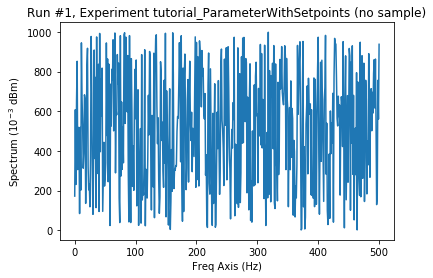 Run #1, Experiment tutorial_ParameterWithSetpoints (no sample)
1000
800
600
400
200
0
Spectrum (10⁻³ dBm)
0 100 200 300 400 500
Freq Axis (Hz)